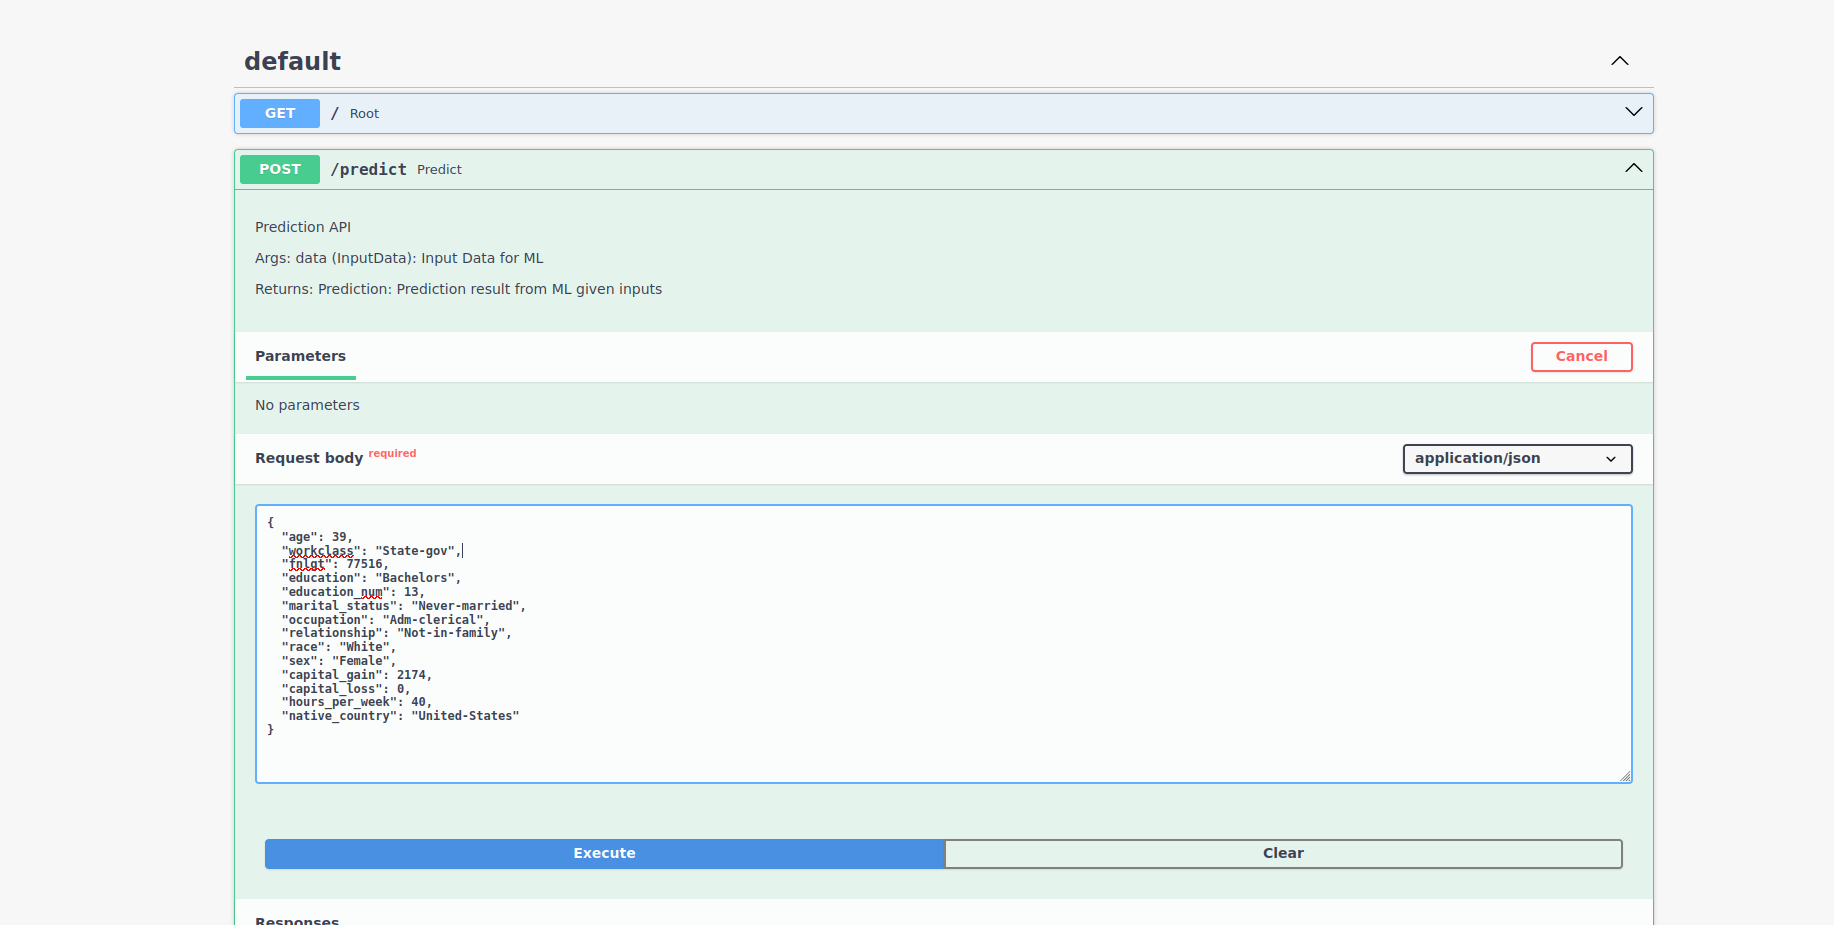 default
GET / Root
POST /predict Predict
Prediction API
Args: data (InputData): Input Data for ML
Returns: Prediction: Prediction result from ML given inputs
Parameters Cancel
No parameters
Request body required application/json
{
"age": 39,
"workclass": "State-gov",
"fnlgt": 77516,
"education": "Bachelors",
"education_num": 13,
"marital_status": "Never-married",
"occupation": "Adm-clerical",
"relationship": "Not-in-family",
"race": "White",
"sex": "Female",
"capital_gain": 2174,
"capital_loss": 0,
"hours_per_week": 40,
"native_country": "United-States"
}
Execute Clear
Responses